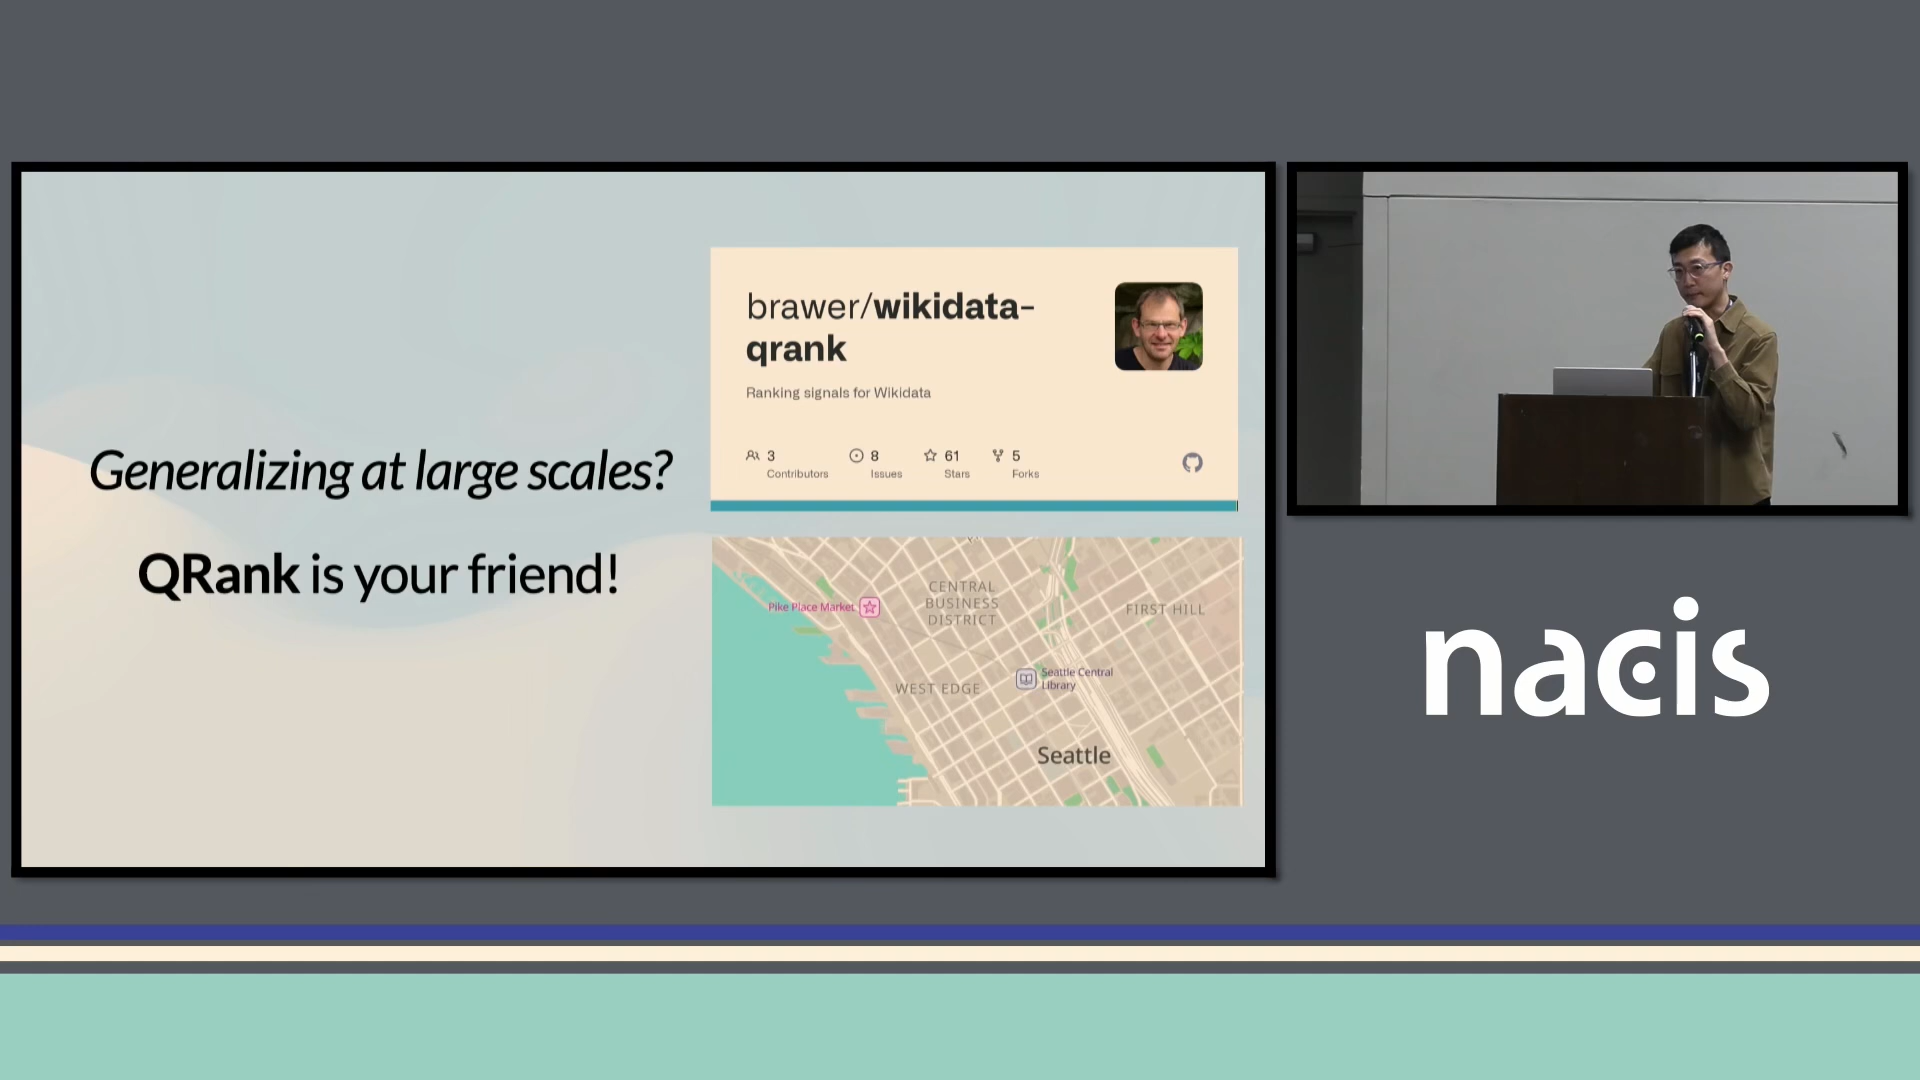 Generalizing at large scales?
QRank is your friend!
brawer/wikidata-
qrank
Ranking signals for Wikidata
3
Contributors
8
Issues
61
Stars
5
Forks
Pike Place Market
CENTRAL
BUSINESS
DISTRICT
FIRST HILL
WEST EDGE
Seattle Central
Library
Seattle
nacis